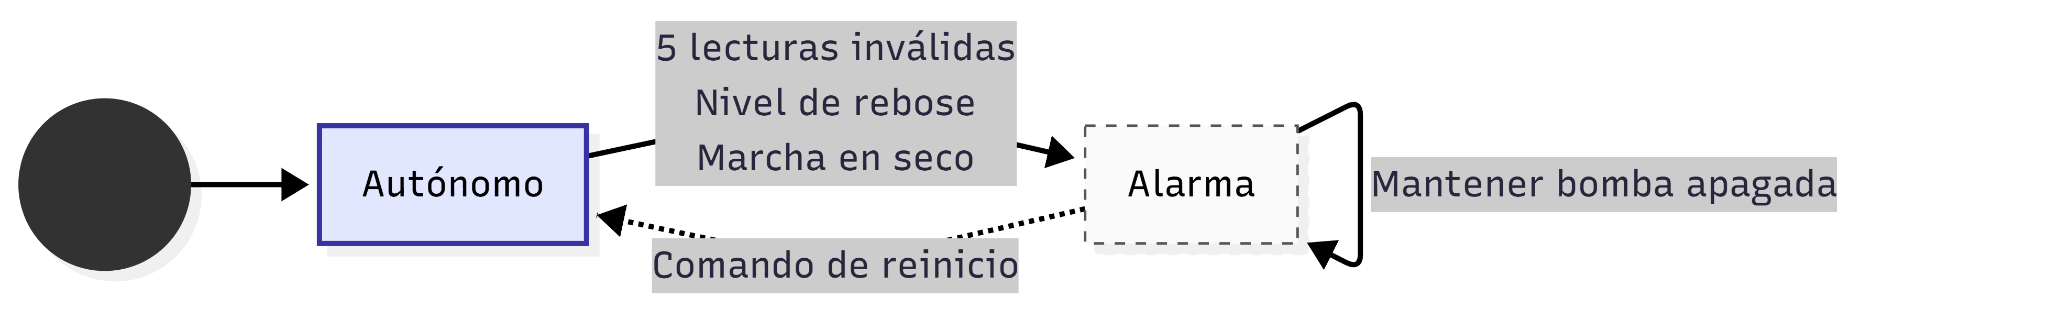 5 lecturas inválidas
Nivel de rebose
Marcha en seco
Autónomo
Alarma
Mantener bomba apagada
Comando de reinicio